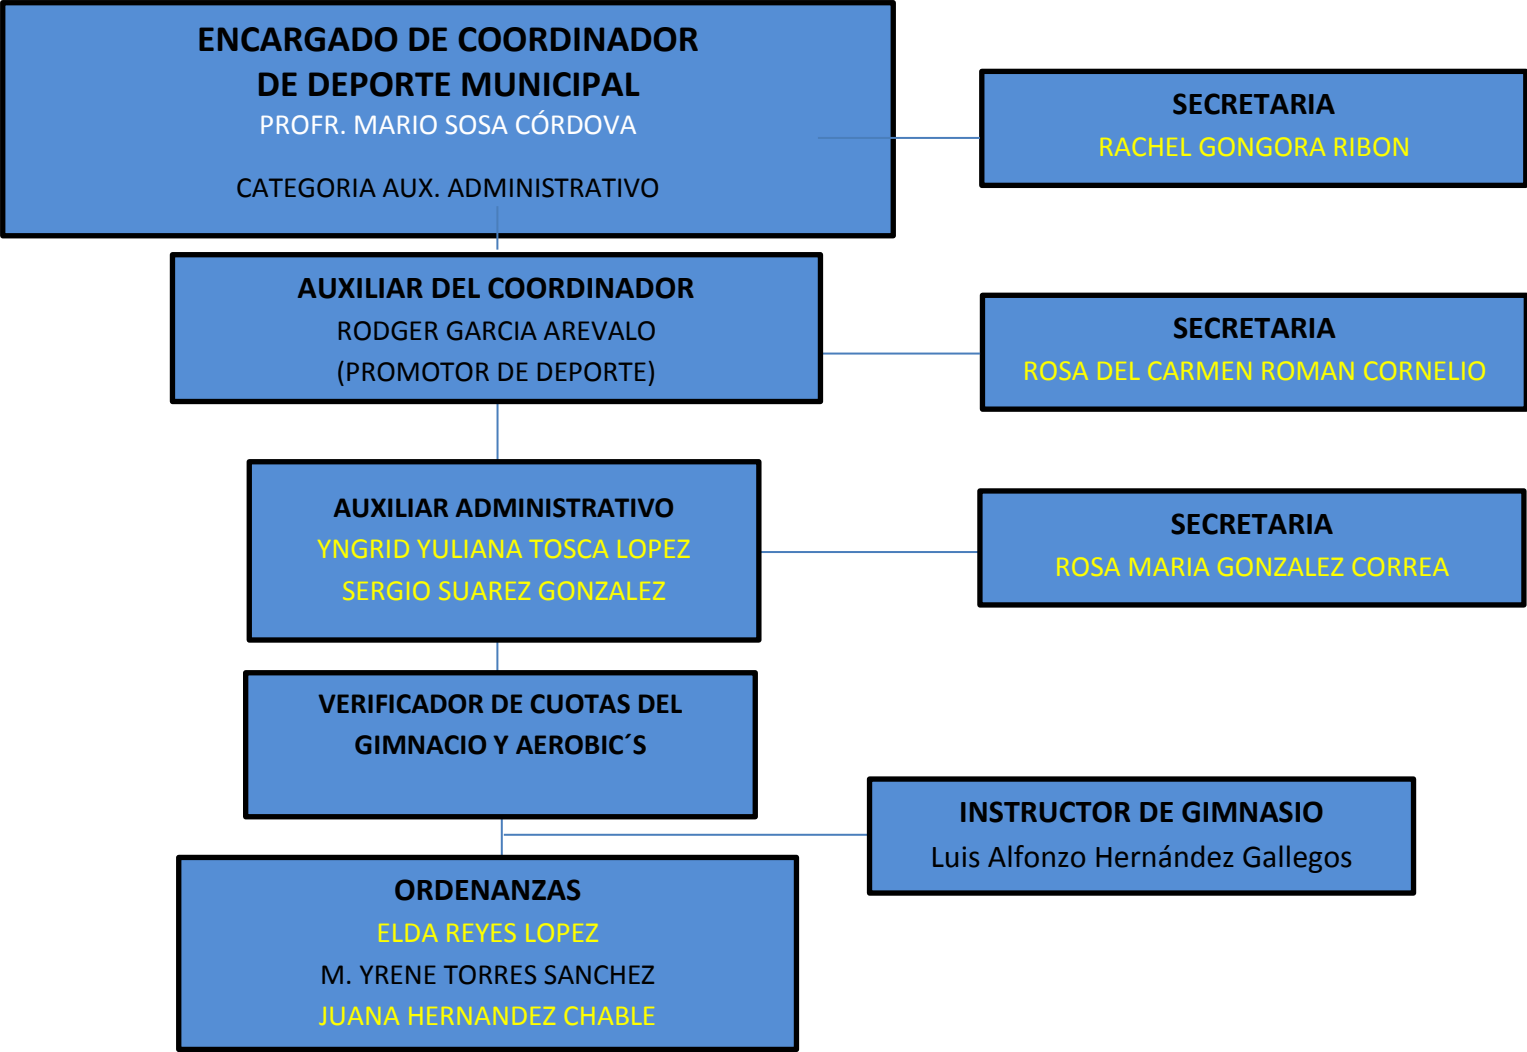 ENCARGADO DE COORDINADOR
DE DEPORTE MUNICIPAL
PROFR. MARIO SOSA CÓRDOVA
CATEGORIA AUX. ADMINISTRATIVO
SECRETARIA
RACHEL GONGORA RIBON
AUXILIAR DEL COORDINADOR
RODGER GARCIA AREVALO
(PROMOTOR DE DEPORTE)
SECRETARIA
ROSA DEL CARMEN ROMAN CORNELIO
AUXILIAR ADMINISTRATIVO
YNGRID YULIANA TOSCA LOPEZ
SERGIO SUAREZ GONZALEZ
SECRETARIA
ROSA MARIA GONZALEZ CORREA
VERIFICADOR DE CUOTAS DEL
GIMNACIO Y AEROBIC´S
INSTRUCTOR DE GIMNASIO
Luis Alfonzo Hernández Gallegos
ORDENANZAS
ELDA REYES LOPEZ
M. YRENE TORRES SANCHEZ
JUANA HERNANDEZ CHABLE